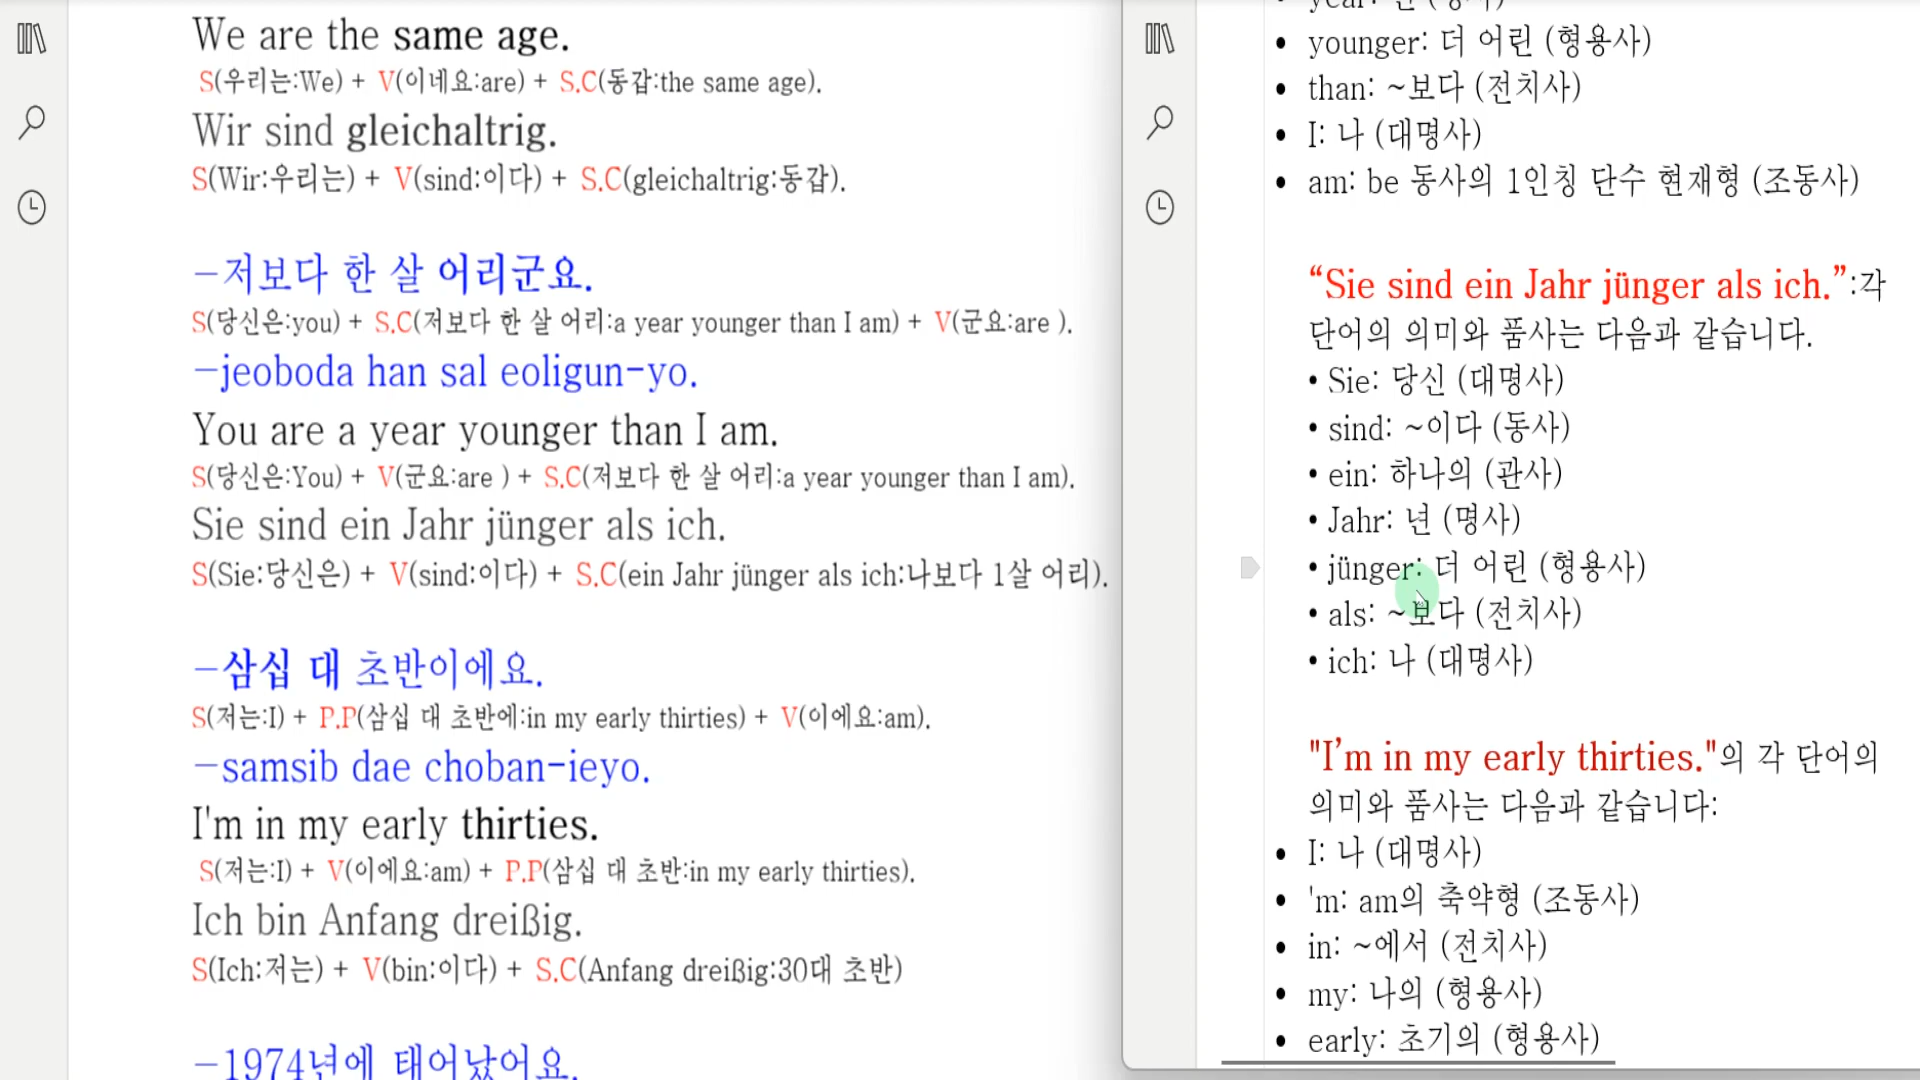 We are the same age.
S(우리는:We) + V(이네요:are) + S.C(동갑:the same age).
Wir sind gleichaltrig.
S(Wir:우리는) + V(sind:이다) + S.C(gleichaltrig:동갑).
–저보다 한 살 어리군요.
S(당신은:you) + S.C(저보다 한 살 어리:a year younger than I am) + V(군요:are ).
–jeoboda han sal eoligun-yo.
You are a year younger than I am.
S(당신은:You) + V(군요:are ) + S.C(저보다 한 살 어리:a year younger than I am).
Sie sind ein Jahr jünger als ich.
S(Sie:당신은) + V(sind:이다) + S.C(ein Jahr jünger als ich:나보다 1살 어리).
–삼십 대 초반이에요.
S(저는:I) + P.P(삼십 대 초반에:in my early thirties) + V(이에요:am).
–samsib dae choban-ieyo.
I'm in my early thirties.
S(저는:I) + V(이에요:am) + P.P(삼십 대 초반:in my early thirties).
Ich bin Anfang dreißig.
S(Ich:저는) + V(bin:이다) + S.C(Anfang dreißig:30대 초반)
–1974년에 태어났어요.
• year: 년 (명사)
• younger: 더 어린 (형용사)
• than: ~보다 (전치사)
• I: 나 (대명사)
• am: be 동사의 1인칭 단수 현재형 (조동사)
“Sie sind ein Jahr jünger als ich.”:각
단어의 의미와 품사는 다음과 같습니다.
• Sie: 당신 (대명사)
• sind: ~이다 (동사)
• ein: 하나의 (관사)
• Jahr: 년 (명사)
• jünger: 더 어린 (형용사)
• als: ~보다 (전치사)
• ich: 나 (대명사)
"I’m in my early thirties."의 각 단어의
의미와 품사는 다음과 같습니다:
• I: 나 (대명사)
• 'm: am의 축약형 (조동사)
• in: ~에서 (전치사)
• my: 나의 (형용사)
• early: 초기의 (형용사)